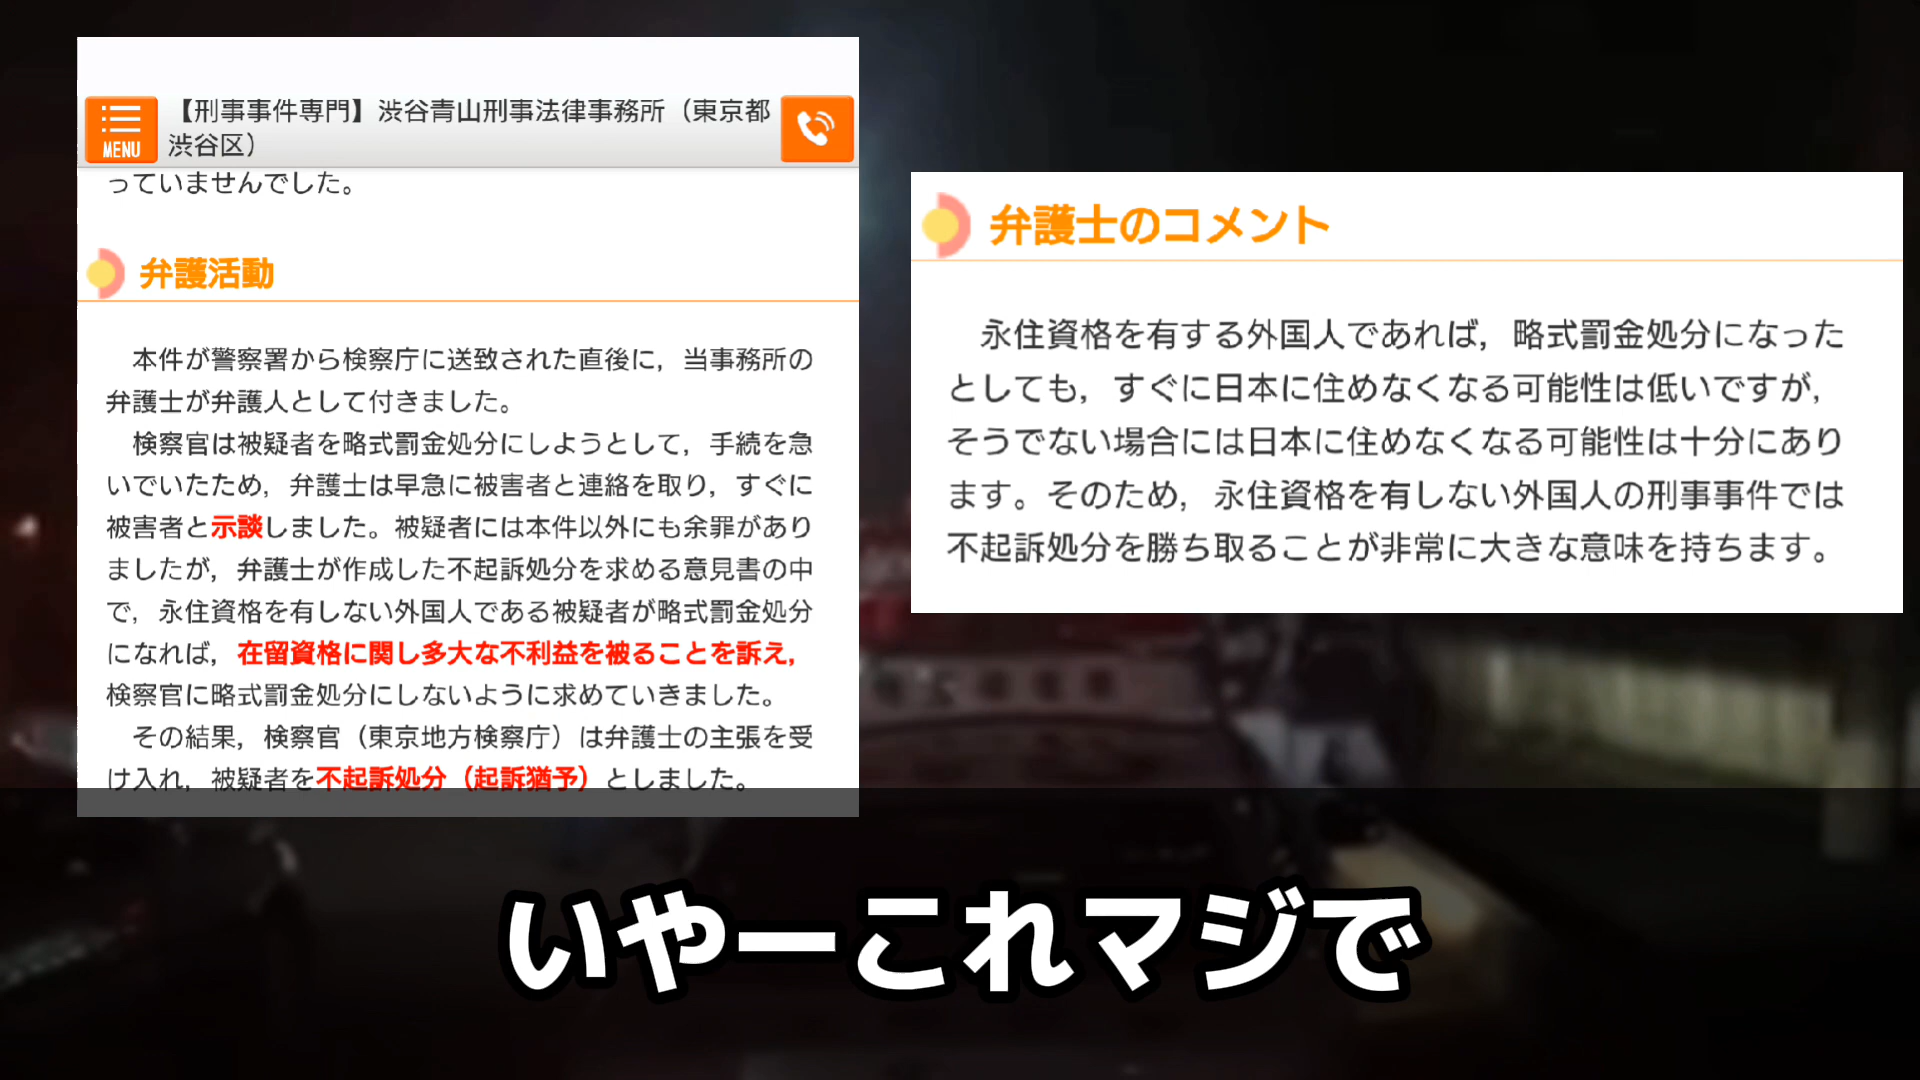 MENU
【刑事事件専門】渋谷青山刑事法律事務所（東京都
渋谷区）
っていませんでした。
弁護活動
本件が警察署から検察庁に送致された直後に，当事務所の
弁護士が弁護人として付きました。
検察官は被疑者を略式罰金処分にしようとして，手続を急
いでいたため，弁護士は早急に被害者と連絡を取り，すぐに
被害者と示談しました。被疑者には本件以外にも余罪があり
ましたが，弁護士が作成した不起訴処分を求める意見書の中
で，永住資格を有しない外国人である被疑者が略式罰金処分
になれば，在留資格に関し多大な不利益を被ることを訴え，
検察官に略式罰金処分にしないように求めていきました。
その結果，検察官（東京地方検察庁）は弁護士の主張を受
け入れ，被疑者を不起訴処分（起訴猶予）としました。
弁護士のコメント
永住資格を有する外国人であれば，略式罰金処分になった
としても，すぐに日本に住めなくなる可能性は低いですが，
そうでない場合には日本に住めなくなる可能性は十分にあり
ます。そのため，永住資格を有しない外国人の刑事事件では
不起訴処分を勝ち取ることが非常に大きな意味を持ちます。
いやーこれマジで